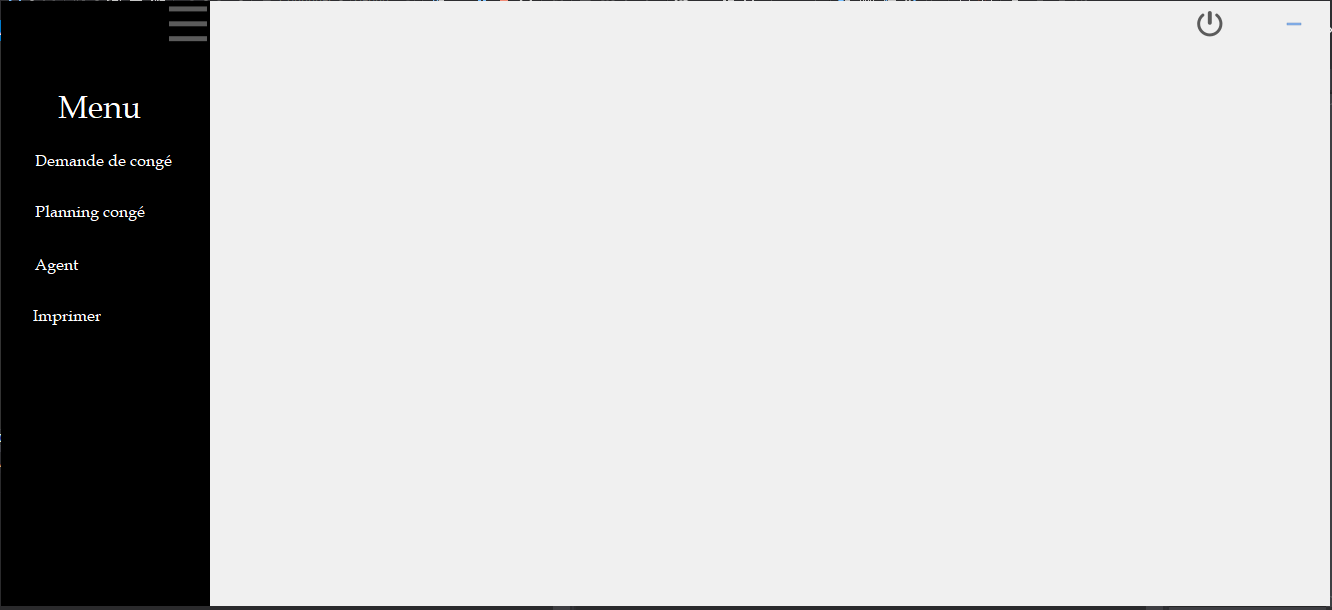 Menu
Demande de congé
Planning congé
Agent
Imprimer